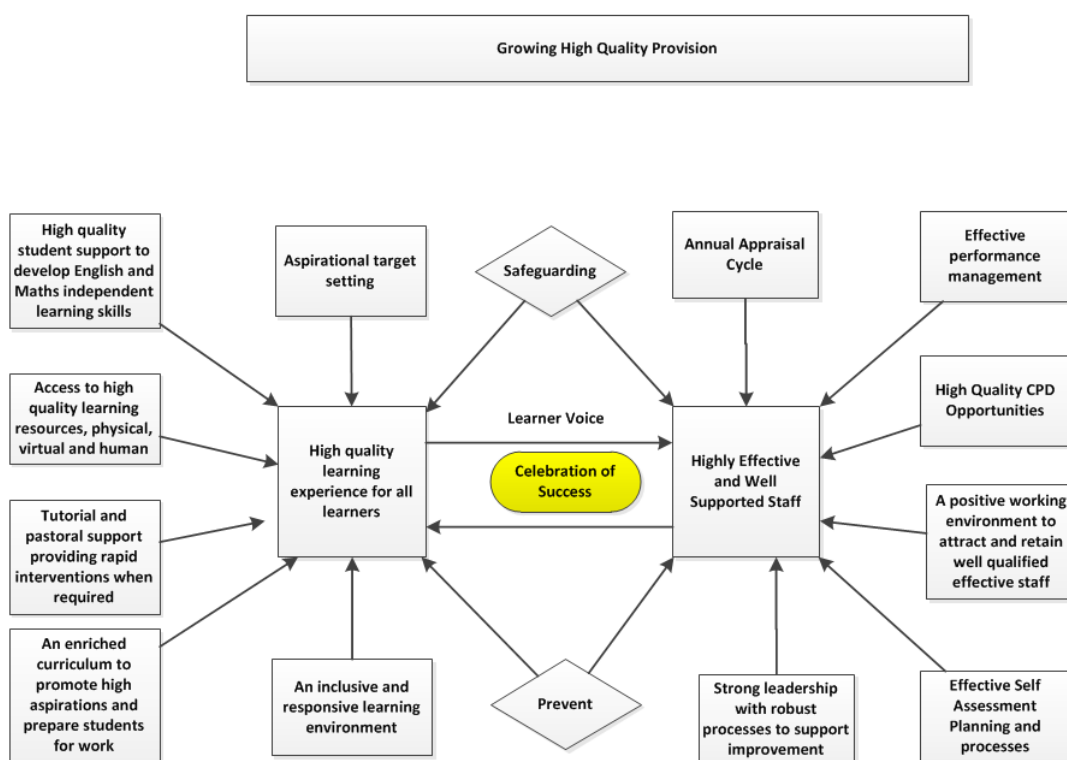 Growing High Quality Provision
High quality
student support to
develop English and
Maths independent
learning skills
Aspirational target
setting
Safeguarding
Annual Appraisal
Cycle
Effective
performance
management
Access to high
quality learning
resources, physical,
virtual and human
High quality
learning
experience for all
learners
Learner Voice
Celebration of
Success
Highly Effective
and Well
Supported Staff
High Quality CPD
Opportunities
Tutorial and
pastoral support
providing rapid
interventions when
required
A positive working
environment to
attract and retain
well qualified
effective staff
An enriched
curriculum to
promote high
aspirations and
prepare students
for work
An inclusive and
responsive learning
environment
Prevent
Strong leadership
with robust
processes to support
improvement
Effective Self
Assessment
Planning and
processes